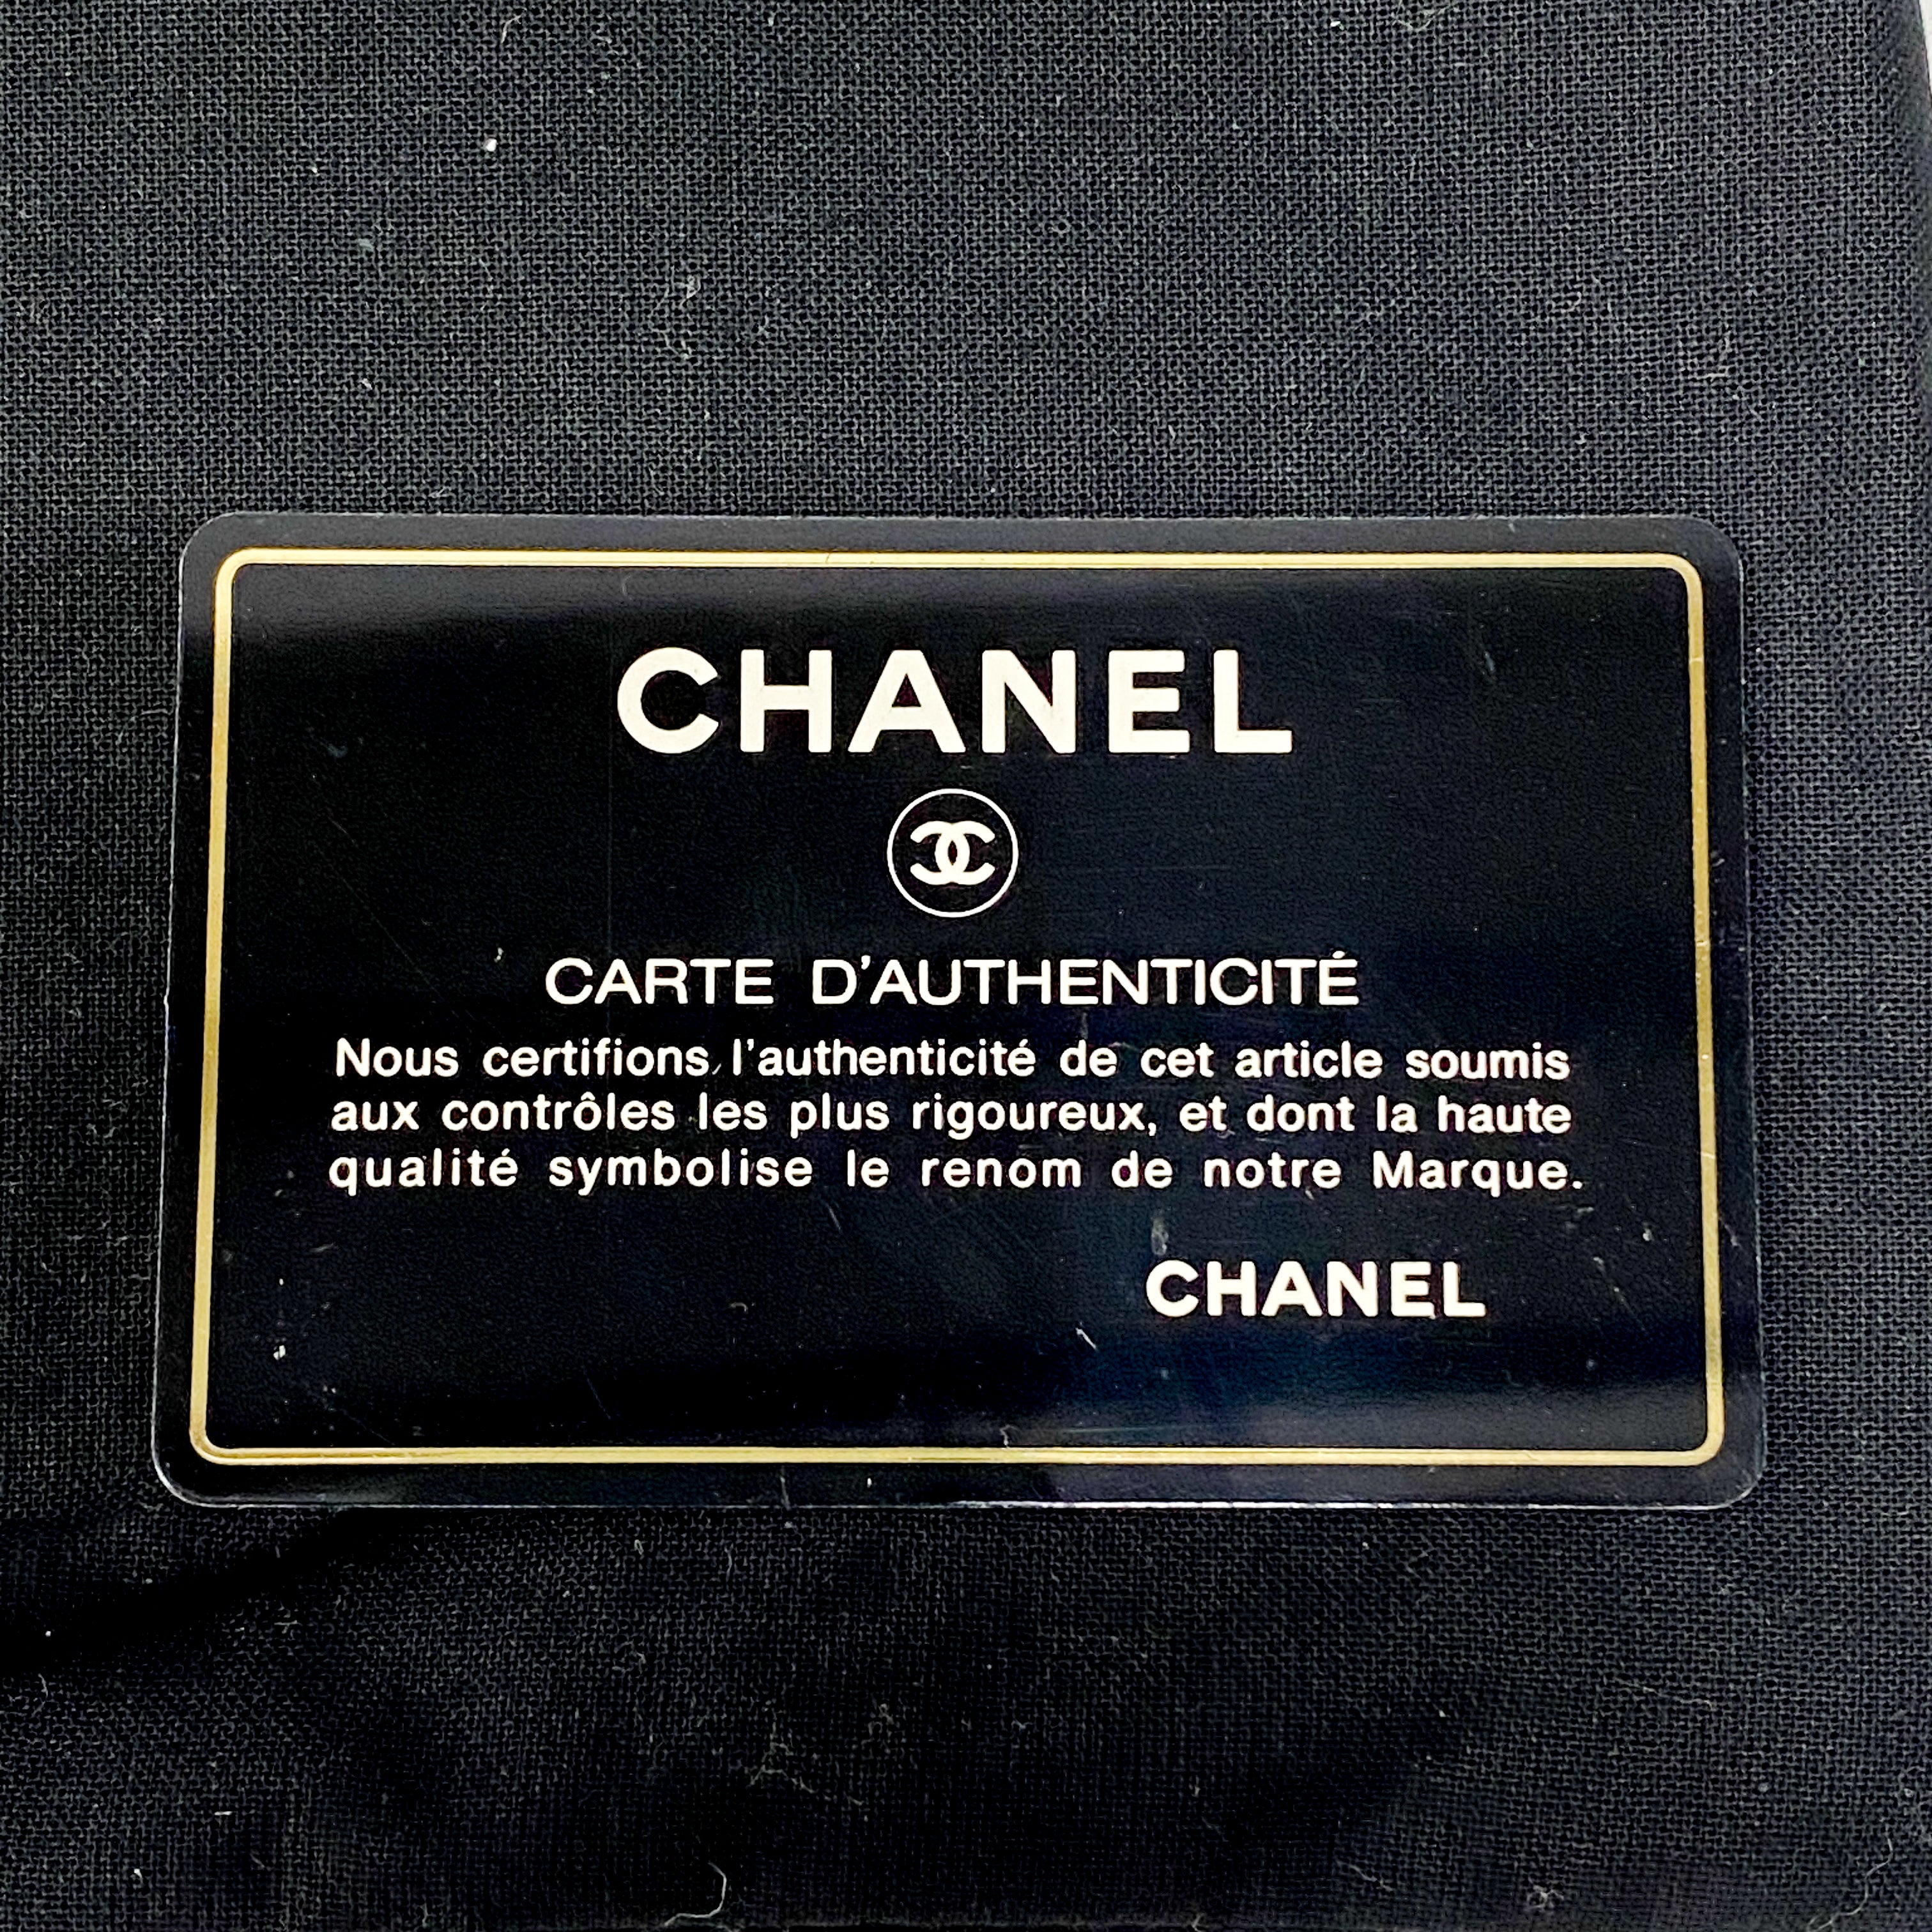 CHANEL
CARTE D'AUTHENTICITÉ
Nous certifions l'authenticité de cet article soumis
aux contrôles les plus rigoureux, et dont la haute
qualité symbolise le renom de notre Marque.
CHANEL